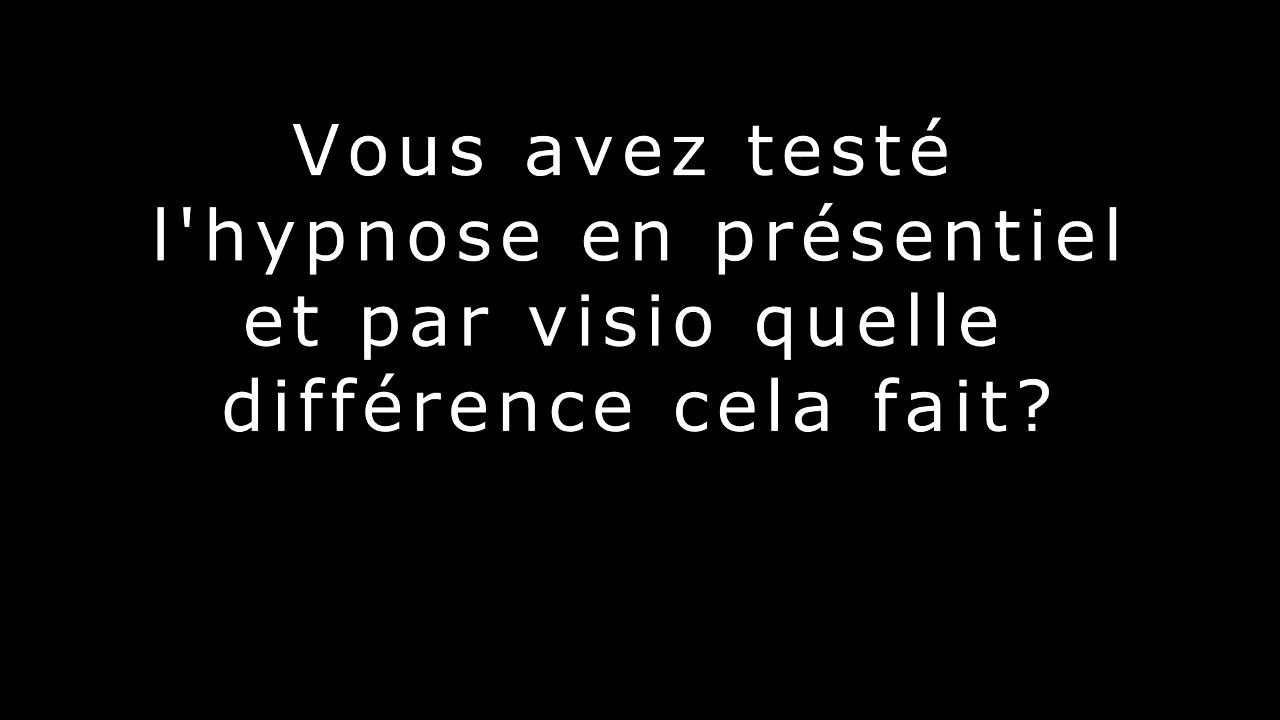 Vous avez testé
l'hypnose en présentiel
et par visio quelle
différence cela fait?